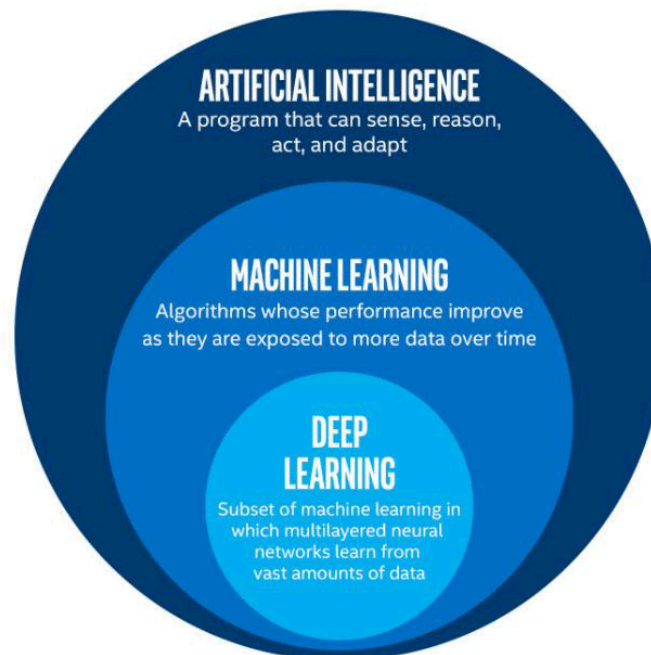 ARTIFICIAL INTELLIGENCE
A program that can sense, reason,
act, and adapt
MACHINE LEARNING
Algorithms whose performance improve
as they are exposed to more data over time
DEEP
LEARNING
Subset of machine learning in
which multilayered neural
networks learn from
vast amounts of data